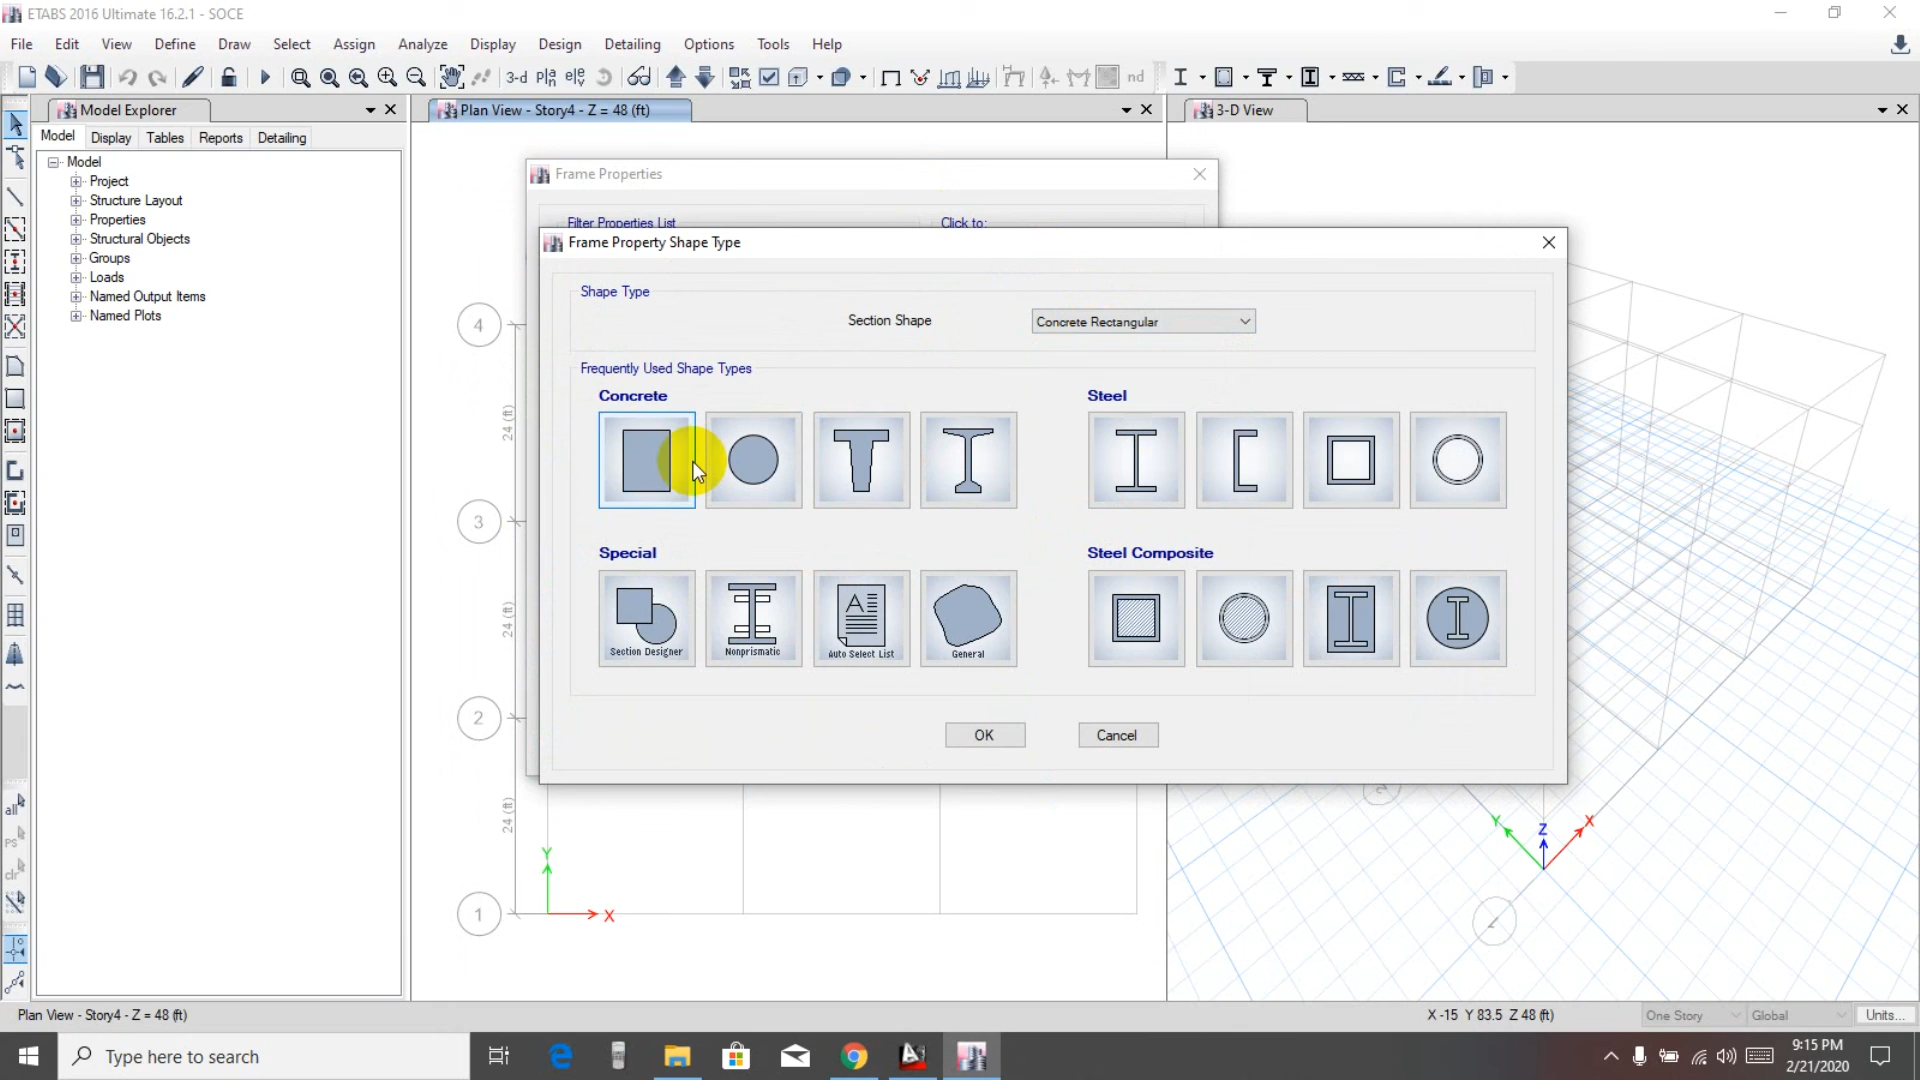 ETABS 2016 Ultimate 16.2.1 - SOCE
File Edit View Define Draw Select Assign Analyze Display Design Detailing Options Tools Help
3-d nd
Model Explorer
Plan View - Story4 - Z = 48 (ft)
3-D View
Model Display Tables Reports Detailing
Model
Project
Structure Layout
Properties
Structural Objects
Groups
Loads
Named Output Items
Named Plots
Frame Properties
Filter Properties List
Click to:
Frame Property Shape Type
Shape Type
Section Shape
Concrete Rectangular
Frequently Used Shape Types
Concrete
Steel
Special
Section Designer
Nonprismatic
A
Auto Select List
General
Steel Composite
OK
Cancel
4
24 (ft)
3
24 (ft)
2
24 (ft)
1
Y
X
Y
Z
X
all
ps
clr
Plan View - Story4 - Z = 48 (ft)
X -15 Y 83.5 Z 48 (ft)
One Story
Global
Units...
Type here to search
9:15 PM
2/21/2020